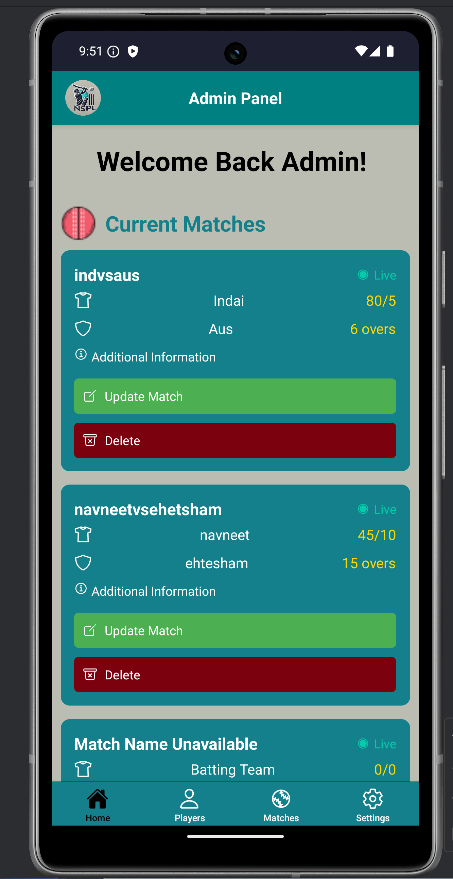 9:51
NSPL
Admin Panel
Welcome Back Admin!
Current Matches
indvsaus
Live
Indai
80/5
Aus
6 overs
Additional Information
Update Match
Delete
navneetvsehetsham
Live
navneet
45/10
ehtesham
15 overs
Additional Information
Update Match
Delete
Match Name Unavailable
Live
Batting Team
0/0
Home
Players
Matches
Settings